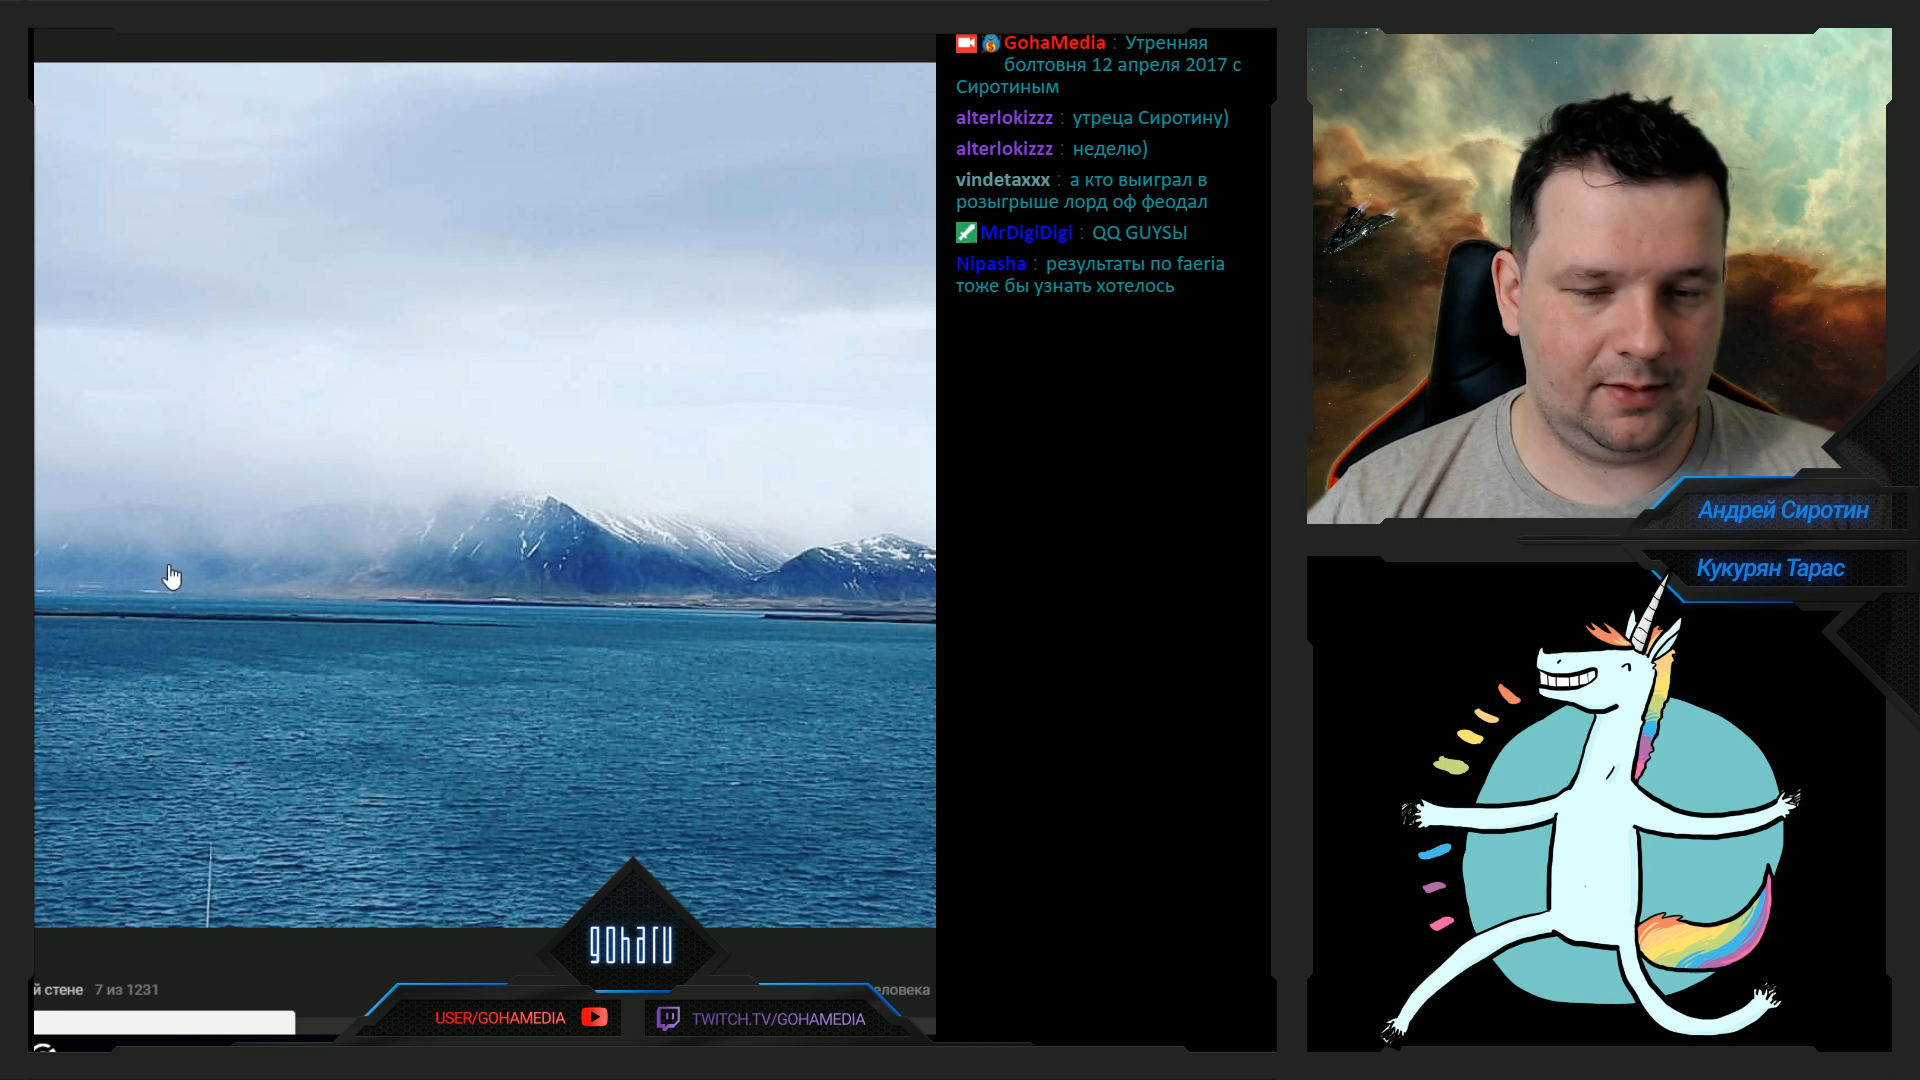 GohaMedia : Утренняя
болтовня 12 апреля 2017 с
Сиротиным
alterlokizzz : утреца Сиротину)
alterlokizzz : неделю)
vindetaxxx : а кто выиграл в
розыгрыше лорд оф феодал
MrDigiDigi : QQ GUYSЫ
Nipasha : результаты по faeria
тоже бы узнать хотелось
Андрей Сиротин
Кукурян Тарас
goharu
й стене 7 из 1231
еловека
USER/GOHAMEDIA
TWITCH.TV/GOHAMEDIA